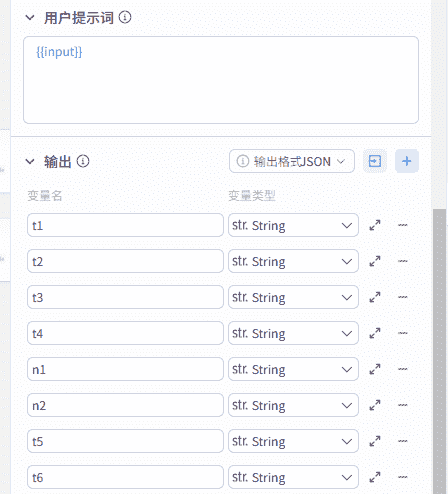 用户提示词
{{input}}
输出 输出格式JSON
变量名 变量类型
t1 str. String
t2 str. String
t3 str. String
t4 str. String
n1 str. String
n2 str. String
t5 str. String
t6 str. String